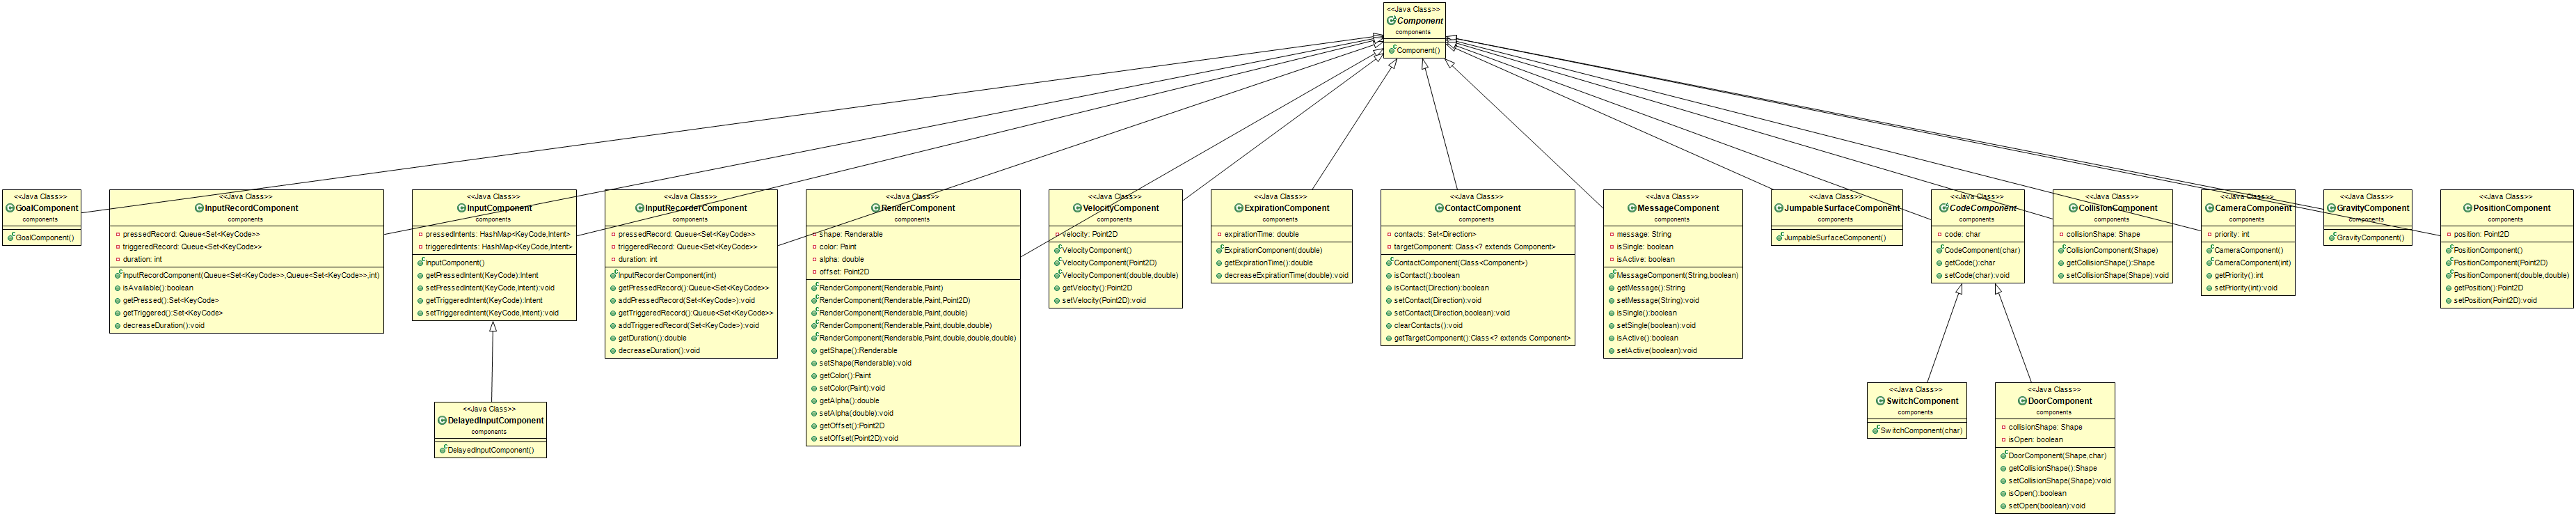 <<Java Class>>
Component
components
Component()
<<Java Class>>
GoalComponent
components
GoalComponent()
<<Java Class>>
InputRecordComponent
components
pressedRecord: Queue<Set<KeyCode>>
triggeredRecord: Queue<Set<KeyCode>>
duration: int
InputRecordComponent(Queue<Set<KeyCode>>,Queue<Set<KeyCode>>,int)
isAvailable():boolean
getPressed():Set<KeyCode>
getTriggered():Set<KeyCode>
decreaseDuration():void
<<Java Class>>
InputComponent
components
pressedIntents: HashMap<KeyCode,Intent>
triggeredIntents: HashMap<KeyCode,Intent>
InputComponent()
getPressedIntent(KeyCode):Intent
setPressedIntent(KeyCode,Intent):void
getTriggeredIntent(KeyCode):Intent
setTriggeredIntent(KeyCode,Intent):void
<<Java Class>>
InputRecorderComponent
components
pressedRecord: Queue<Set<KeyCode>>
triggeredRecord: Queue<Set<KeyCode>>
duration: int
InputRecorderComponent(int)
getPressedRecord():Queue<Set<KeyCode>>
addPressedRecord(Set<KeyCode>):void
getTriggeredRecord():Queue<Set<KeyCode>>
addTriggeredRecord(Set<KeyCode>):void
getDuration():double
decreaseDuration():void
<<Java Class>>
RenderComponent
components
shape: Renderable
color: Paint
alpha: double
offset: Point2D
RenderComponent(Renderable,Paint)
RenderComponent(Renderable,Paint,Point2D)
RenderComponent(Renderable,Paint,double)
RenderComponent(Renderable,Paint,double,double)
RenderComponent(Renderable,Paint,double,double,double)
getShape():Renderable
setShape(Renderable):void
getColor():Paint
setColor(Paint):void
getAlpha():double
setAlpha(double):void
getOffset():Point2D
setOffset(Point2D):void
<<Java Class>>
VelocityComponent
components
velocity: Point2D
VelocityComponent()
VelocityComponent(Point2D)
VelocityComponent(double,double)
getVelocity():Point2D
setVelocity(Point2D):void
<<Java Class>>
ExpirationComponent
components
expirationTime: double
ExpirationComponent(double)
getExpirationTime():double
decreaseExpirationTime(double):void
<<Java Class>>
ContactComponent
components
contacts: Set<Direction>
targetComponent: Class<? extends Component>
ContactComponent(Class<Component>)
isContact():boolean
isContact(Direction):boolean
setContact(Direction):void
setContact(Direction,boolean):void
clearContacts():void
getTargetComponent():Class<? extends Component>
<<Java Class>>
MessageComponent
components
message: String
isSingle: boolean
isActive: boolean
MessageComponent(String,boolean)
getMessage():String
setMessage(String):void
isSingle():boolean
setSingle(boolean):void
isActive():boolean
setActive(boolean):void
<<Java Class>>
JumpableSurfaceComponent
components
JumpableSurfaceComponent()
<<Java Class>>
CodeComponent
components
code: char
CodeComponent(char)
getCode():char
setCode(char):void
<<Java Class>>
CollisionComponent
components
collisionShape: Shape
CollisionComponent(Shape)
getCollisionShape():Shape
setCollisionShape(Shape):void
<<Java Class>>
CameraComponent
components
priority: int
CameraComponent()
CameraComponent(int)
getPriority():int
setPriority(int):void
<<Java Class>>
GravityComponent
components
GravityComponent()
<<Java Class>>
PositionComponent
components
position: Point2D
PositionComponent()
PositionComponent(Point2D)
PositionComponent(double,double)
getPosition():Point2D
setPosition(Point2D):void
<<Java Class>>
DelayedInputComponent
components
DelayedInputComponent()
<<Java Class>>
SwitchComponent
components
SwitchComponent(char)
<<Java Class>>
DoorComponent
components
collisionShape: Shape
isOpen: boolean
DoorComponent(Shape,char)
getCollisionShape():Shape
setCollisionShape(Shape):void
isOpen():boolean
setOpen(boolean):void